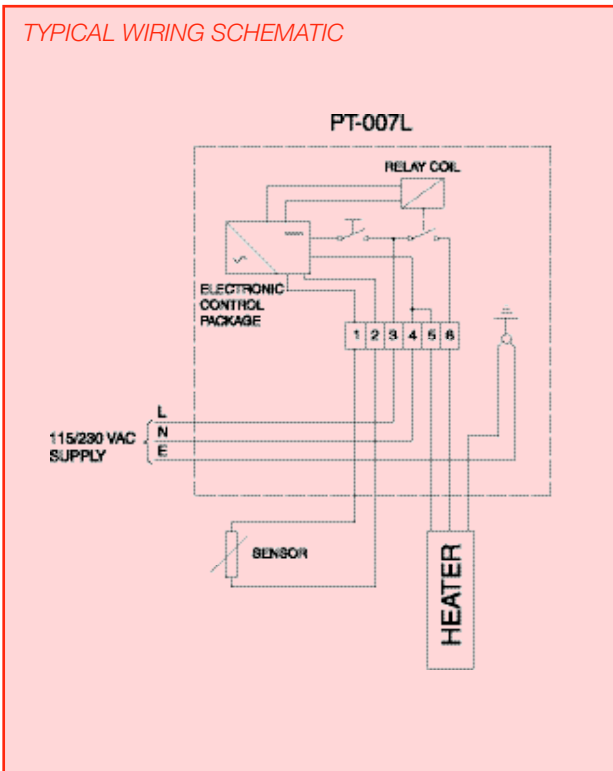 TYPICAL WIRING SCHEMATIC
PT-007L
RELAY COIL
ELECTRONIC
CONTROL
PACKAGE
1 2 3 4 5 6
L
N
E
115/230 VAC
SUPPLY
SENSOR
HEATER